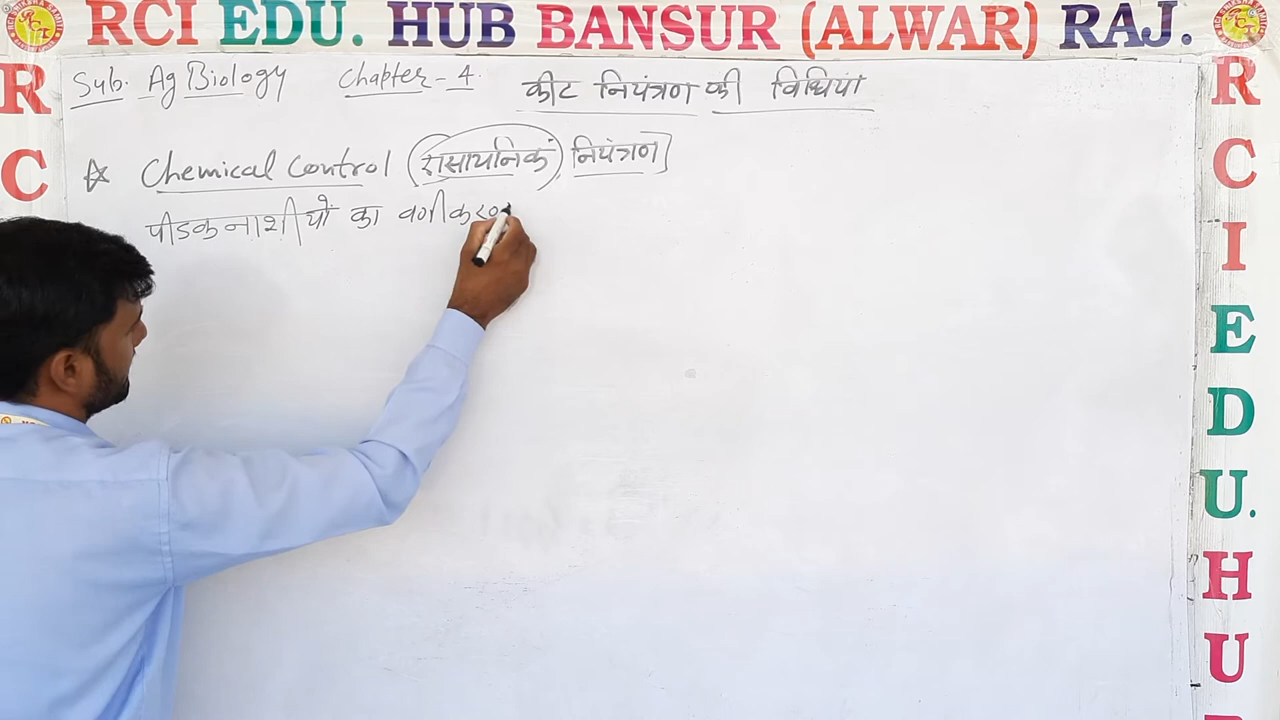 RCI EDU. HUB BANSUR (ALWAR) RAJ.
Sub. Ag Biology Chapter-4. कीट नियंत्रण की विधियां
☆ Chemical Control (रासायनिक) नियंत्रण]
पीडकनाशीयों का वर्गीकरण
R
C
R
C
I
E
D
U.
H
U